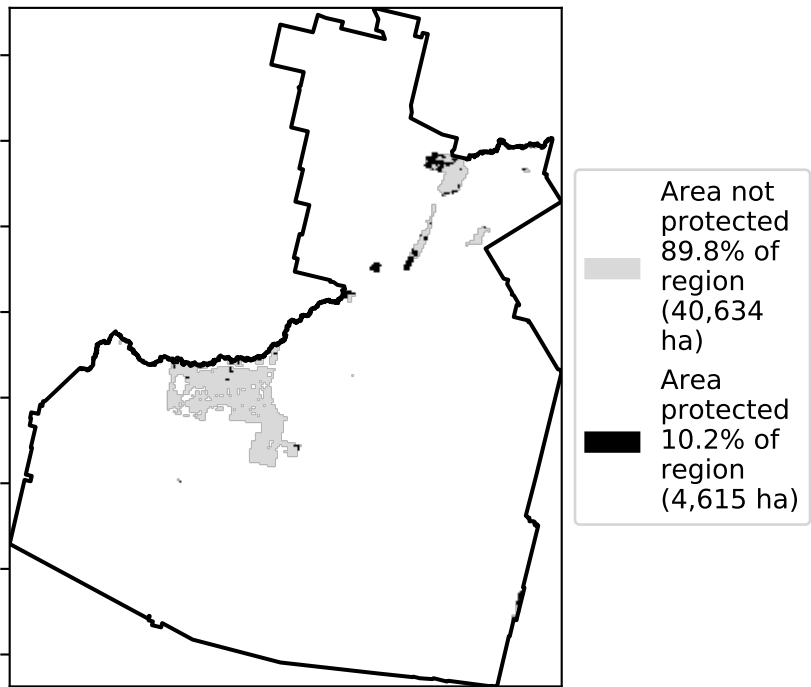 Area not
protected
89.8% of
region
(40,634
ha)
Area
protected
10.2% of
region
(4,615 ha)